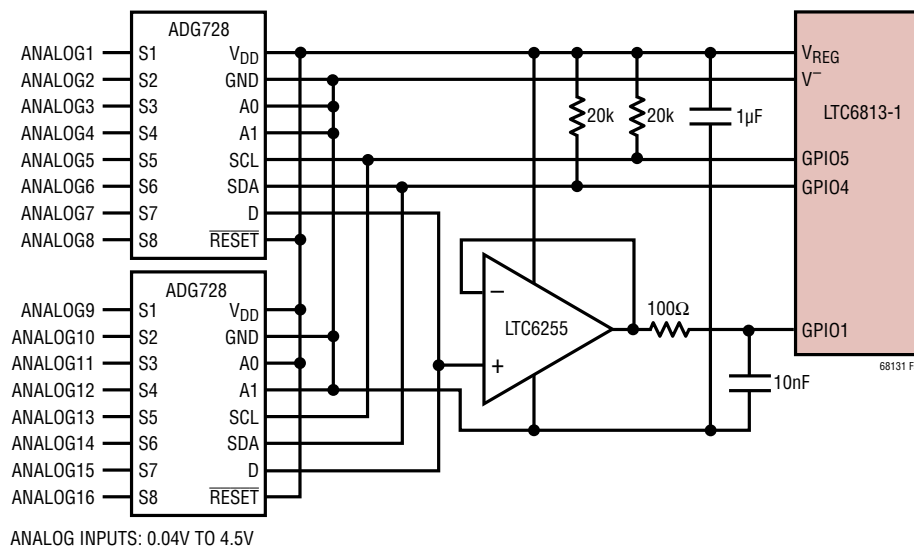 ADG728
ANALOG1 S1 VDD
ANALOG2 S2 GND
ANALOG3 S3 A0
ANALOG4 S4 A1
ANALOG5 S5 SCL
ANALOG6 S6 SDA
ANALOG7 S7 D
ANALOG8 S8 RESET
ADG728
ANALOG9 S1 VDD
ANALOG10 S2 GND
ANALOG11 S3 A0
ANALOG12 S4 A1
ANALOG13 S5 SCL
ANALOG14 S6 SDA
ANALOG15 S7 D
ANALOG16 S8 RESET
20k 20k 1µF
LTC6255
− +
100Ω
10nF
VREG
V−
LTC6813-1
GPIO5
GPIO4
GPIO1
68131 F
ANALOG INPUTS: 0.04V TO 4.5V